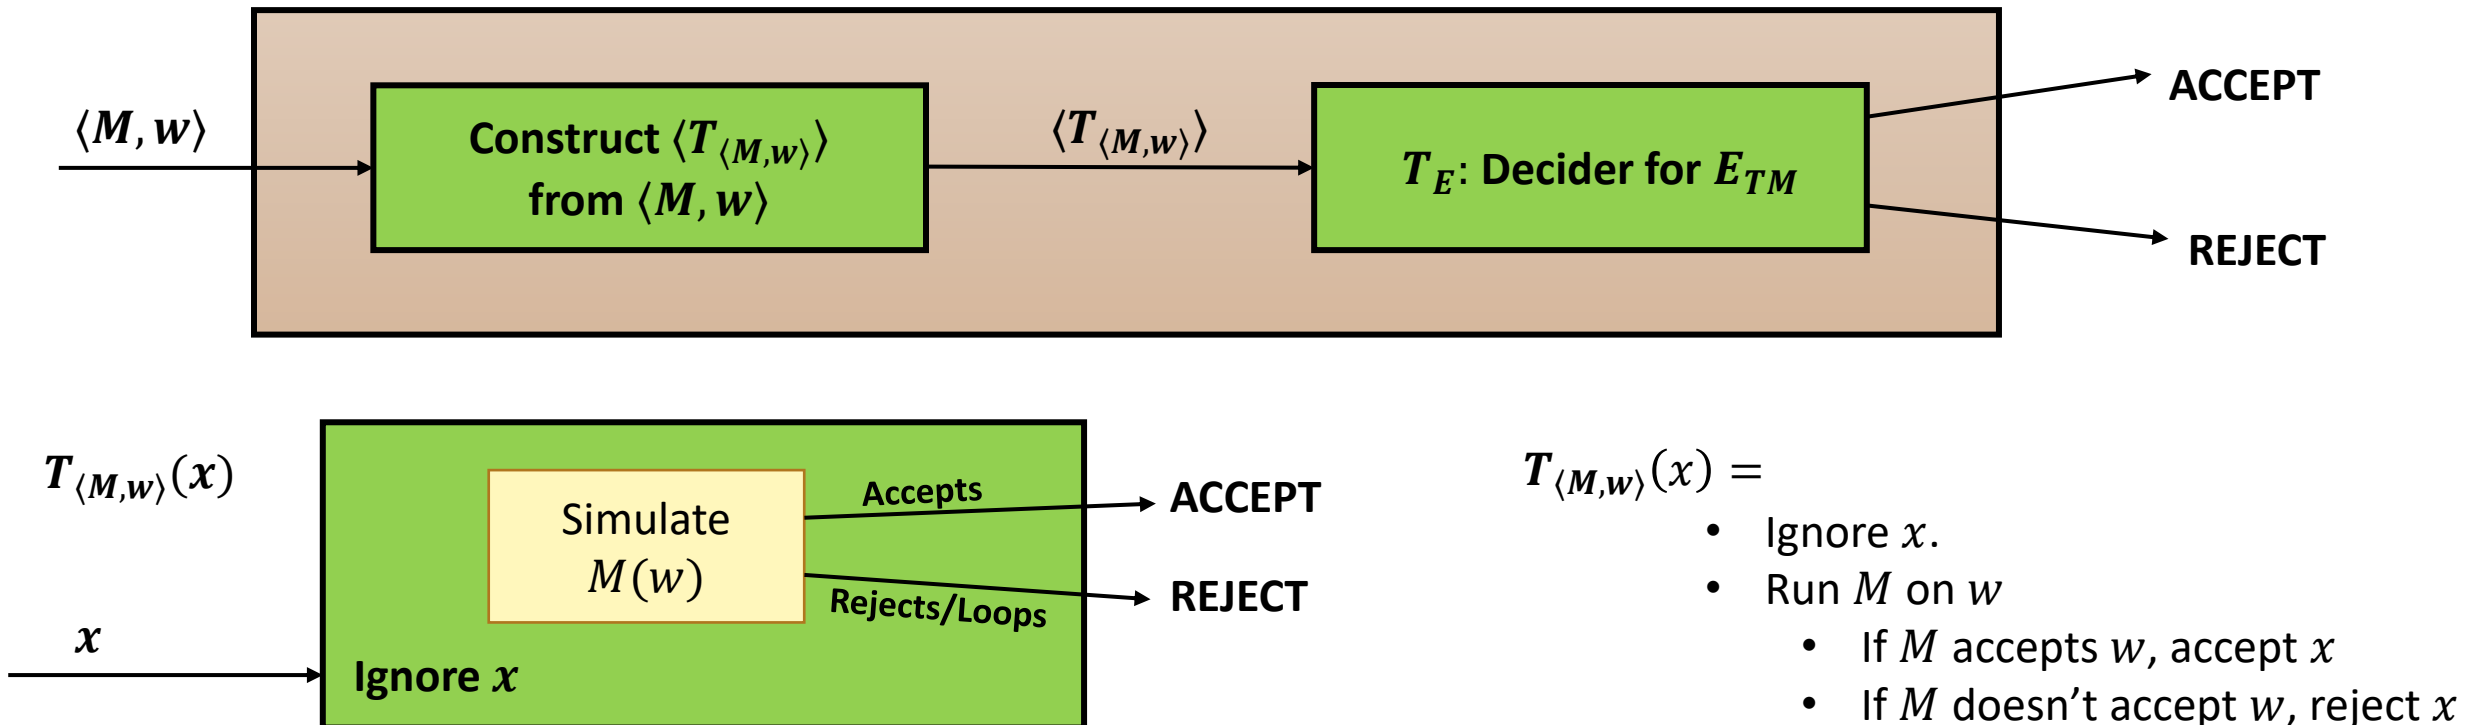 ⟨M, w⟩
Construct ⟨T⟨M,w⟩⟩
from ⟨M, w⟩
⟨T⟨M,w⟩⟩
T_E: Decider for E_TM
ACCEPT
REJECT
T⟨M,w⟩(x)
x
Simulate
M(w)
Accepts
Rejects/Loops
Ignore x
ACCEPT
REJECT
T⟨M,w⟩(x) =
• Ignore x.
• Run M on w
• If M accepts w, accept x
• If M doesn’t accept w, reject x